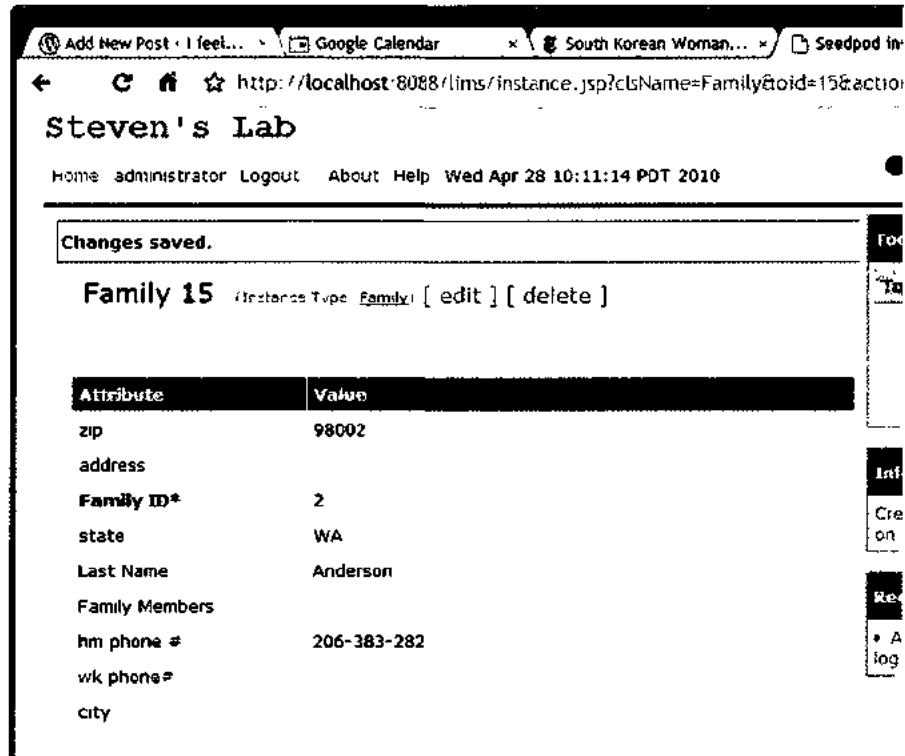 Add New Post ‹ I feel... × Google Calendar × South Korean Woman... × Seedpod in
http://localhost:8088/lims/instance.jsp?clsName=Family&oid=15&action
Steven's Lab
Home administrator Logout About Help Wed Apr 28 10:11:14 PDT 2010
Changes saved.
Foo
Family 15 (Instance Type: Family) [ edit ] [ delete ]
Attribute Value
zip 98002
address
Family ID* 2
Inf
Cre
state WA
on
Last Name Anderson
Family Members
Rec
hm phone # 206-383-282
• A
log
wk phone#
city